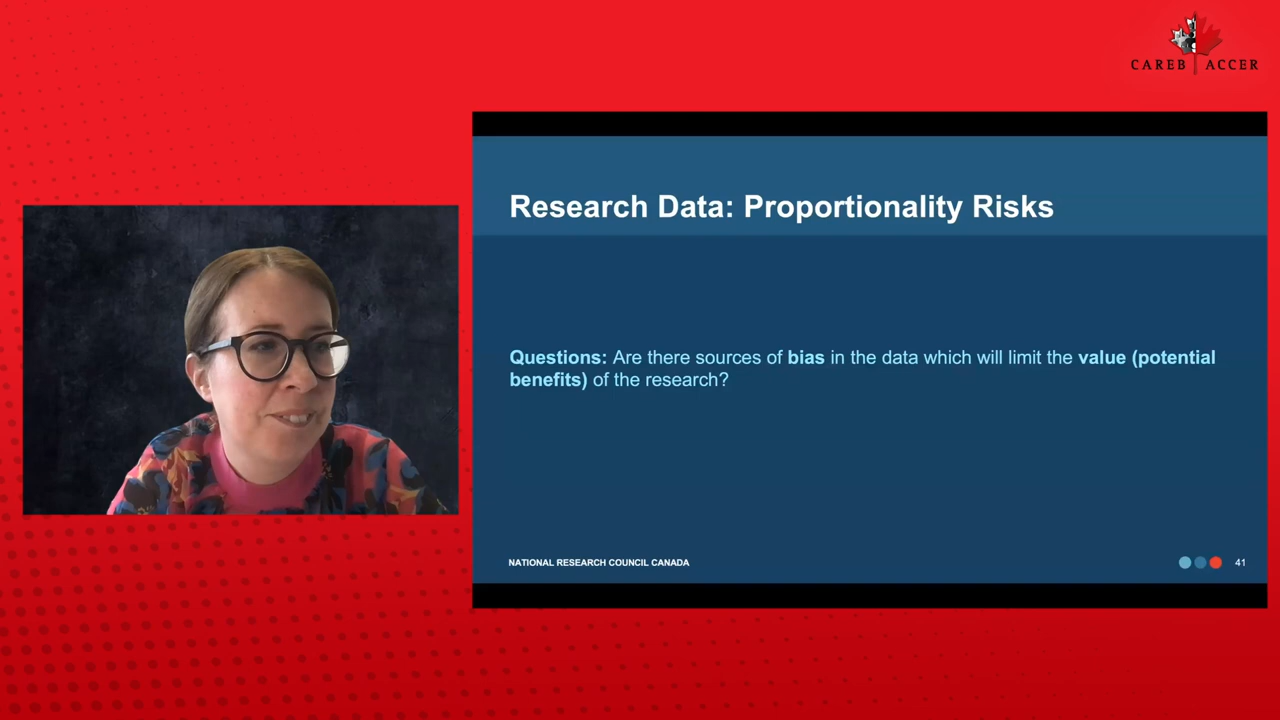 CAREB ACCER
Research Data: Proportionality Risks
Questions: Are there sources of bias in the data which will limit the value (potential
benefits) of the research?
NATIONAL RESEARCH COUNCIL CANADA
41